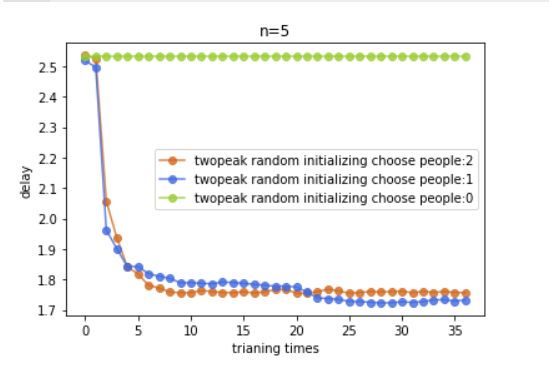 n=5
2.5
2.4
2.3
2.2
2.1
2.0
1.9
1.8
1.7
delay
twopeak random initializing choose people:2
twopeak random initializing choose people:1
twopeak random initializing choose people:0
0 5 10 15 20 25 30 35
trianing times